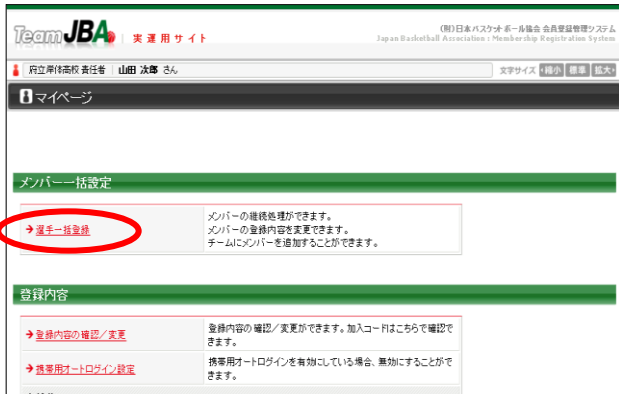 TeamJBA 実運用サイト
(財)日本バスケットボール協会 会員登録管理システム
Japan Basketball Association : Membership Registration System
府立岸体高校 責任者 山田 次郎 さん
文字サイズ 縮小 標準 拡大
マイページ
メンバー一括設定
選手一括登録
メンバーの継続処理ができます。
メンバーの登録内容を変更できます。
チームにメンバーを追加することができます。
登録内容
登録内容の確認/変更
登録内容の確認/変更ができます。加入コードはこちらで確認で
きます。
携帯用オートログイン設定
携帯用オートログインを有効にしている場合、無効にすることがで
きます。